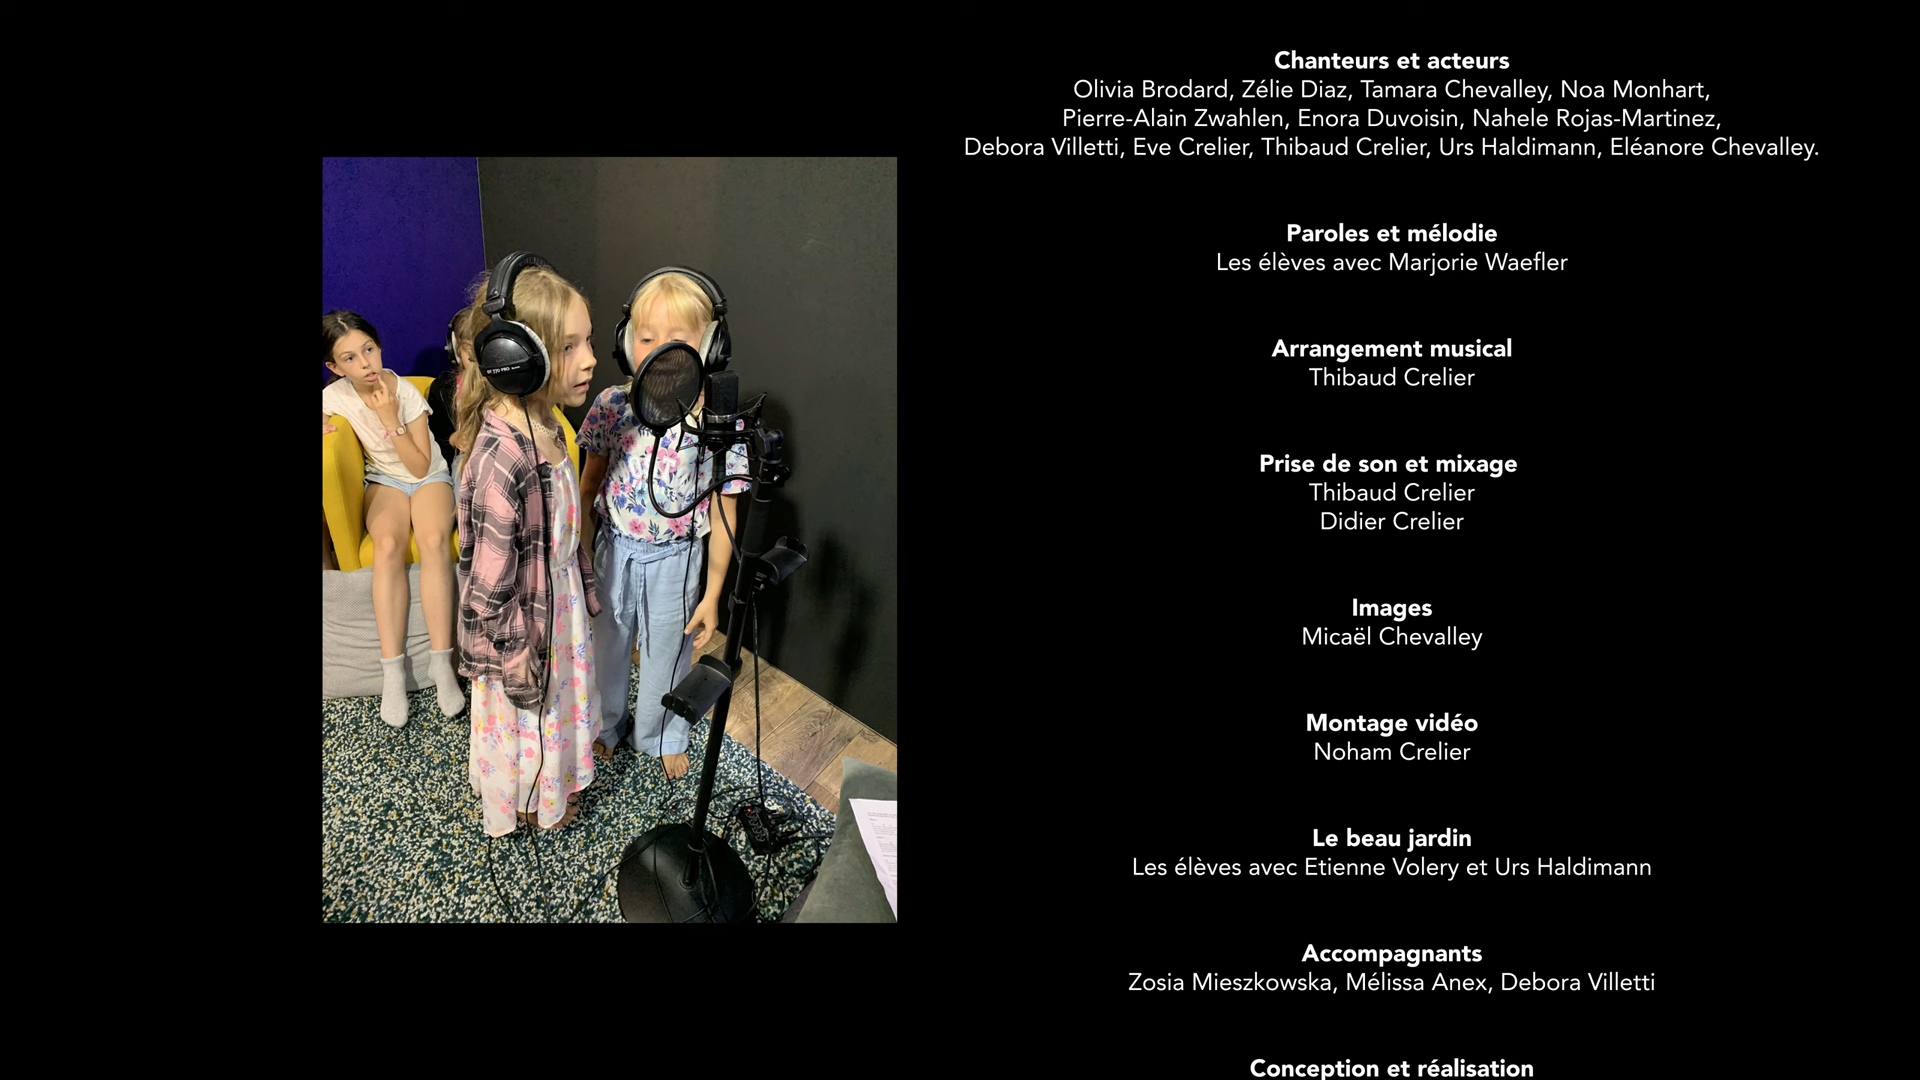 Chanteurs et acteurs
Olivia Brodard, Zélie Diaz, Tamara Chevalley, Noa Monhart,
Pierre-Alain Zwahlen, Enora Duvoisin, Nahele Rojas-Martinez,
Debora Villetti, Eve Crelier, Thibaud Crelier, Urs Haldimann, Eléanore Chevalley.
Paroles et mélodie
Les élèves avec Marjorie Waefler
Arrangement musical
Thibaud Crelier
Prise de son et mixage
Thibaud Crelier
Didier Crelier
Images
Micaël Chevalley
Montage vidéo
Noham Crelier
Le beau jardin
Les élèves avec Etienne Volery et Urs Haldimann
Accompagnants
Zosia Mieszkowska, Mélissa Anex, Debora Villetti
Conception et réalisation
DT 770 PRO